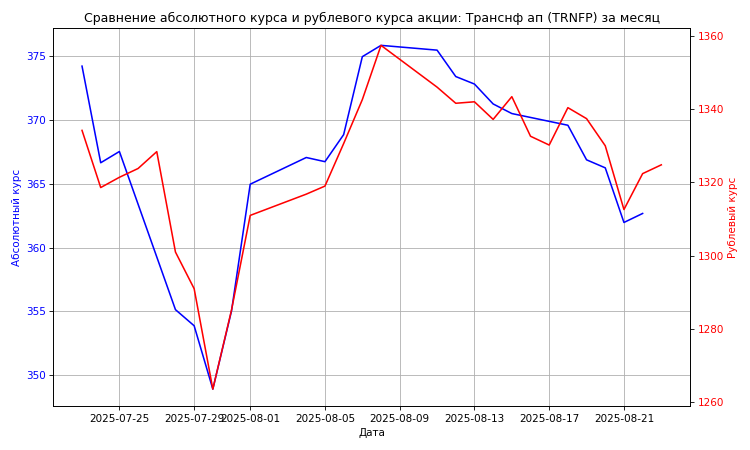 Сравнение абсолютного курса и рублевого курса акции: Транснф ап (TRNFP) за месяц
Абсолютный курс
375
370
365
360
355
350
1360
1340
1320
1300
1280
1260
Рублевый курс
2025-07-25 2025-07-29 2025-08-01 2025-08-05 2025-08-09 2025-08-13 2025-08-17 2025-08-21
Дата